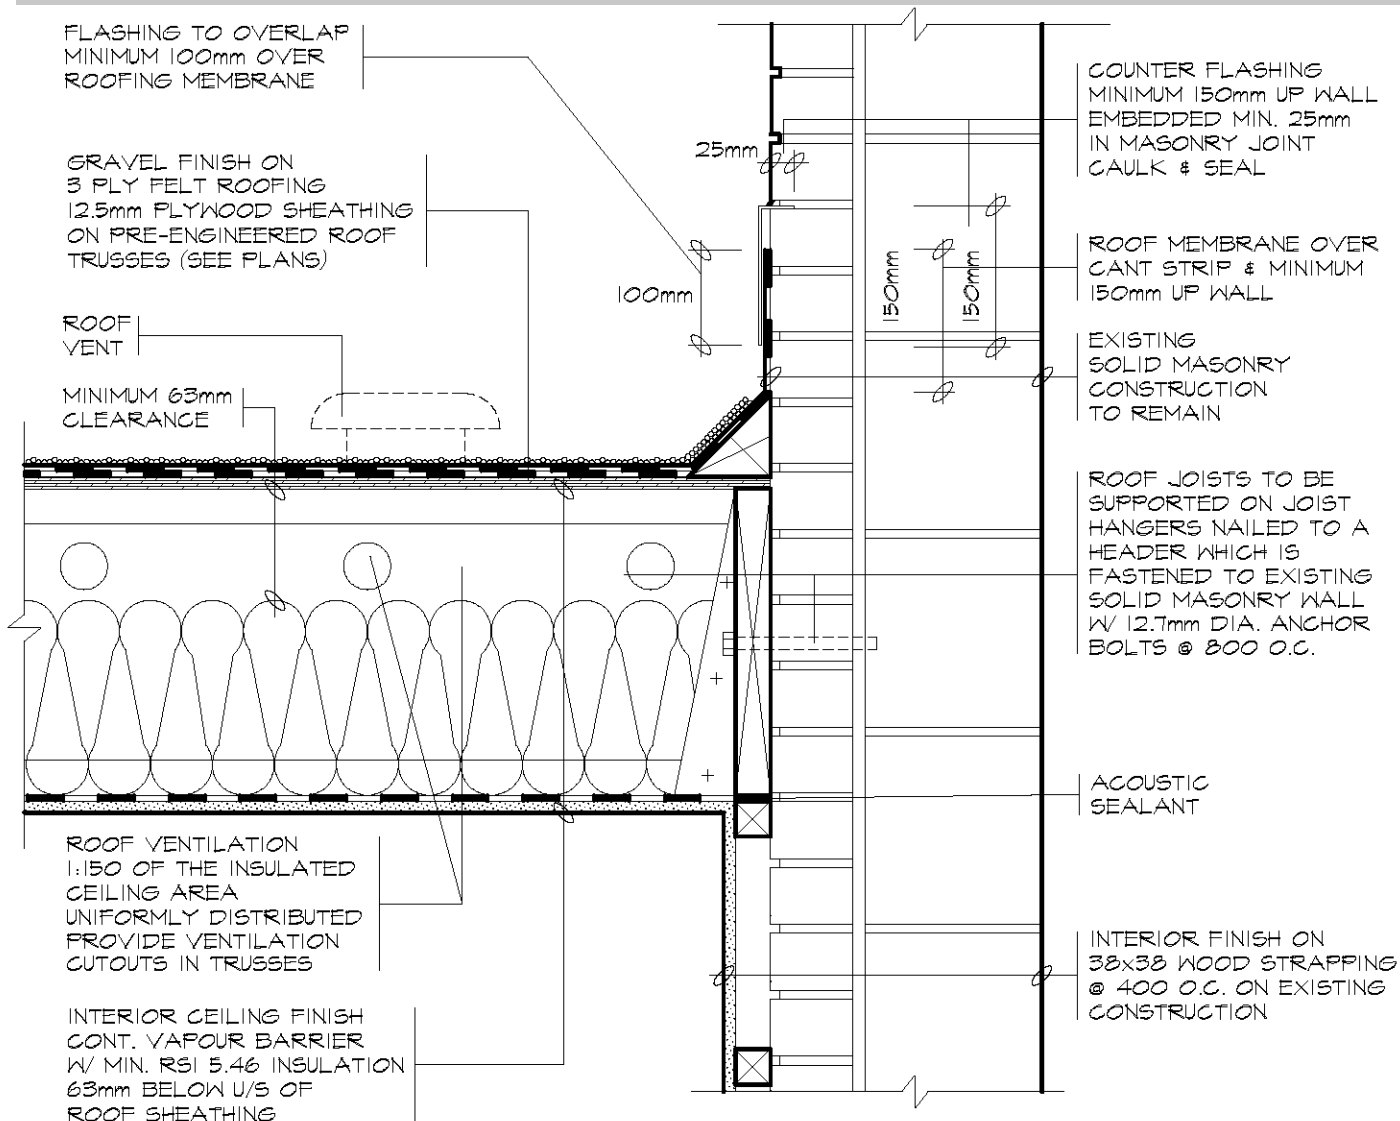 FLASHING TO OVERLAP
MINIMUM 100mm OVER
ROOFING MEMBRANE
GRAVEL FINISH ON
3 PLY FELT ROOFING
12.5mm PLYWOOD SHEATHING
ON PRE-ENGINEERED ROOF
TRUSSES (SEE PLANS)
ROOF
VENT
MINIMUM 63mm
CLEARANCE
25mm
100mm
150mm
150mm
COUNTER FLASHING
MINIMUM 150mm UP WALL
EMBEDDED MIN. 25mm
IN MASONRY JOINT
CAULK & SEAL
ROOF MEMBRANE OVER
CANT STRIP & MINIMUM
150mm UP WALL
EXISTING
SOLID MASONRY
CONSTRUCTION
TO REMAIN
ROOF JOISTS TO BE
SUPPORTED ON JOIST
HANGERS NAILED TO A
HEADER WHICH IS
FASTENED TO EXISTING
SOLID MASONRY WALL
W/ 12.7mm DIA. ANCHOR
BOLTS @ 800 O.C.
ACOUSTIC
SEALANT
ROOF VENTILATION
1:150 OF THE INSULATED
CEILING AREA
UNIFORMLY DISTRIBUTED
PROVIDE VENTILATION
CUTOUTS IN TRUSSES
INTERIOR FINISH ON
38x38 WOOD STRAPPING
@ 400 O.C. ON EXISTING
CONSTRUCTION
INTERIOR CEILING FINISH
CONT. VAPOUR BARRIER
W/ MIN. RSI 5.46 INSULATION
63mm BELOW U/S OF
ROOF SHEATHING